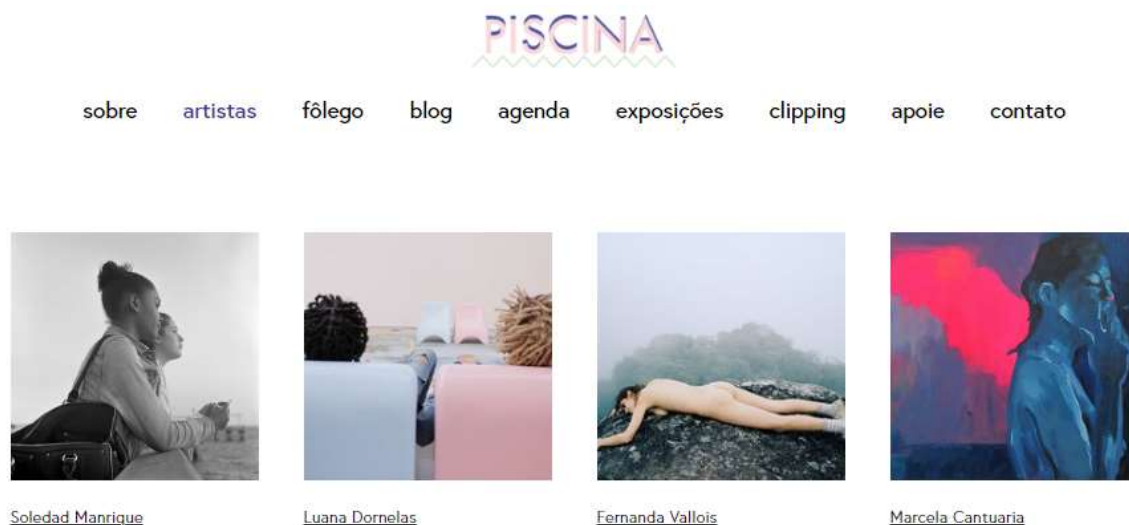 PiSCiNA
sobre artistas fôlego blog agenda exposições clipping apoie contato
Soledad Manrique Luana Dornelas Fernanda Vallois Marcela Cantuaria